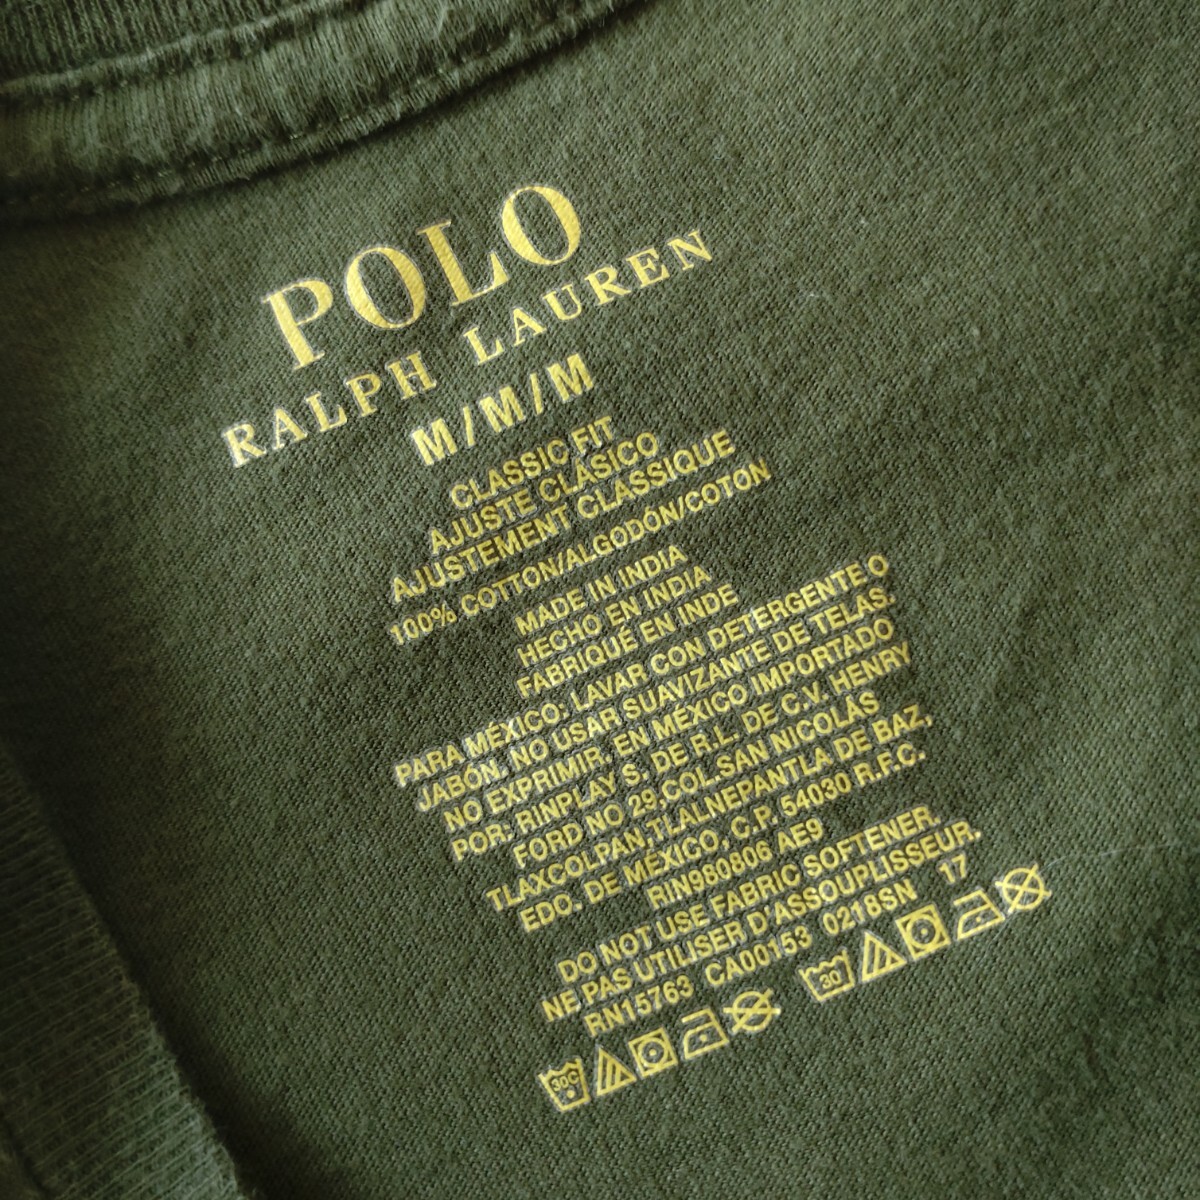 POLO
RALPH LAUREN
M/M/M
CLASSIC FIT
AJUSTE CLÁSICO
AJUSTEMENT CLASSIQUE
100% COTTON/ALGODÓN/COTON
MADE IN INDIA
HECHO EN INDIA
FABRIQUÉ EN INDE
PARA MÉXICO: LAVAR CON DETERGENTE O
JABÓN. NO USAR SUAVIZANTE DE TELAS.
NO EXPRIMIR. EN MÉXICO IMPORTADO
POR: RINPLAY S. DE R.L. DE C.V. HENRY
FORD NO 29,COL.SAN NICOLÁS
TLAXCOLPAN,TLALNEPANTLA DE BAZ,
EDO. DE MÉXICO, C.P. 54030 R.F.C.
RIN980806 AE9
DO NOT USE FABRIC SOFTENER.
NE PAS UTILISER D'ASSOUPLISSEUR.
RN15763 CA00153 0218SN 17
30C 30